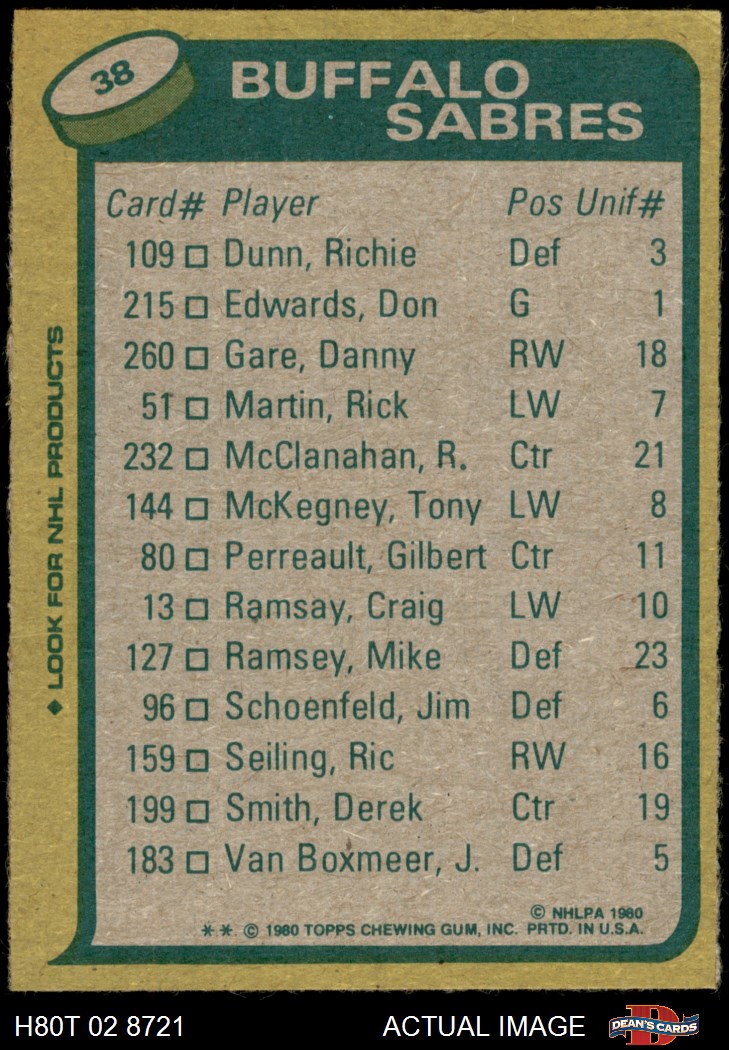 38
BUFFALO
SABRES
Card# Player Pos Unif#
109 □ Dunn, Richie Def 3
215 □ Edwards, Don G 1
260 □ Gare, Danny RW 18
51 □ Martin, Rick LW 7
232 □ McClanahan, R. Ctr 21
144 □ McKegney, Tony LW 8
80 □ Perreault, Gilbert Ctr 11
13 □ Ramsay, Craig LW 10
127 □ Ramsey, Mike Def 23
96 □ Schoenfeld, Jim Def 6
159 □ Seiling, Ric RW 16
199 □ Smith, Derek Ctr 19
183 □ Van Boxmeer, J. Def 5
◆ LOOK FOR NHL PRODUCTS
© NHLPA 1980
**. © 1980 TOPPS CHEWING GUM, INC. PRTD. IN U.S.A.
H80T 02 8721 ACTUAL IMAGE D DEAN'S CARDS